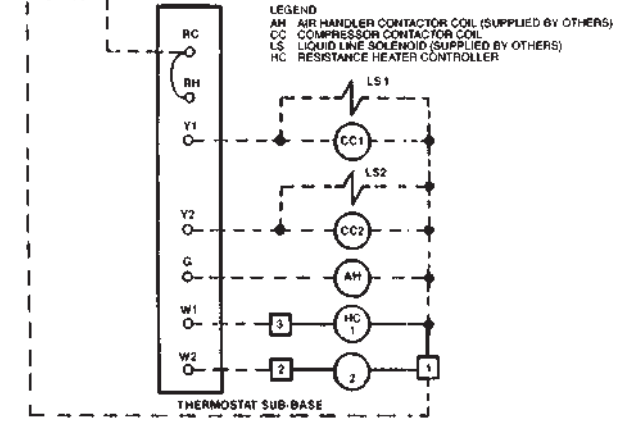 LEGEND
AH AIR HANDLER CONTACTOR COIL (SUPPLIED BY OTHERS)
CC COMPRESSOR CONTACTOR COIL
LS LIQUID LINE SOLENOID (SUPPLIED BY OTHERS)
HC RESISTANCE HEATER CONTROLLER
RC
RH
LS1
Y1
CC1
LS2
Y2
CC2
G
AH
W1
3
HC
1
W2
2
2
1
THERMOSTAT SUB-BASE